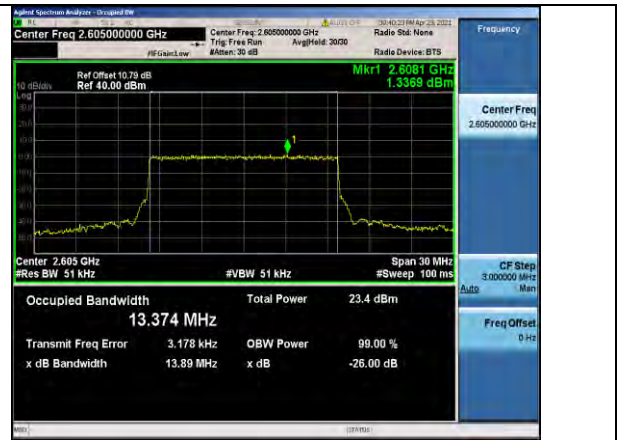 Agilent Spectrum Analyzer - Occupied BW
Center Freq 2.605000000 GHz
Center Freq: 2.605000000 GHz
Trig: Free Run Avg|Hold: 30/30
#IFGain:Low #Atten: 30 dB
Radio Std: None
Radio Device: BTS
Frequency
Ref Offset 10.79 dB
Ref 40.00 dBm
10 dB/div
Log
Mkr1 2.6081 GHz
1.3369 dBm
1
Center Freq
2.605000000 GHz
Center 2.605 GHz
Span 30 MHz
#Res BW 51 kHz
#VBW 51 kHz
#Sweep 100 ms
CF Step
3.000000 MHz
Auto Man
Occupied Bandwidth
13.374 MHz
Total Power 23.4 dBm
Freq Offset
0 Hz
Transmit Freq Error 3.178 kHz OBW Power 99.00 %
x dB Bandwidth 13.89 MHz x dB -26.00 dB
MSG
STATUS